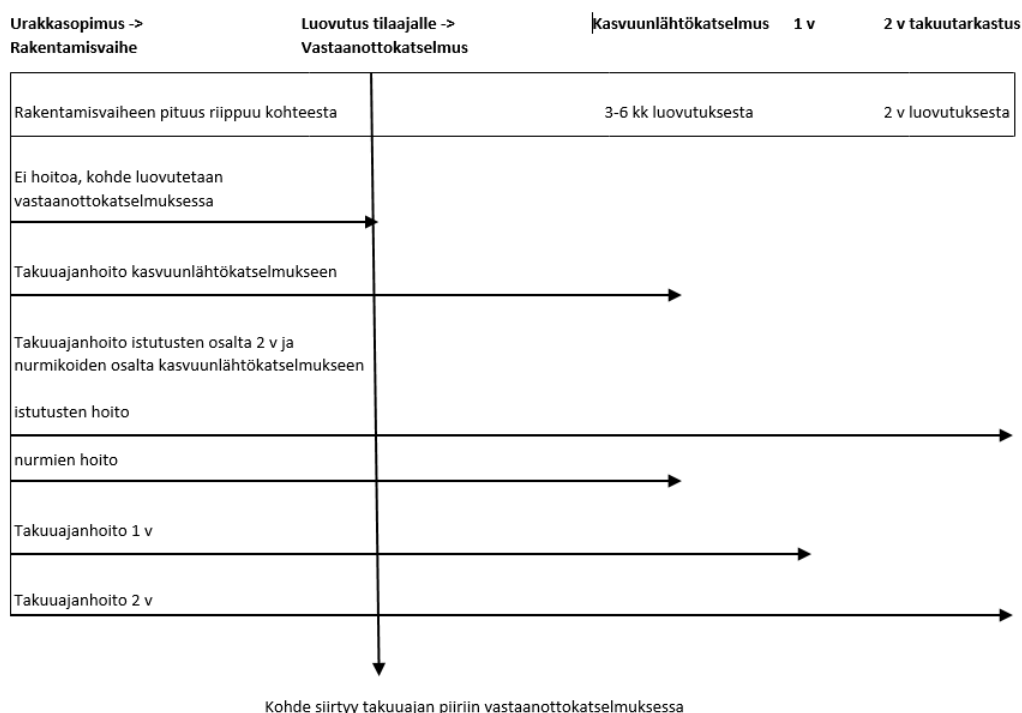 Urakkasopimus ->
Rakentamisvaihe
Luovutus tilaajalle ->
Vastaanottokatselmus
Kasvuunlähtökatselmus
1 v
2 v takuutarkastus
Rakentamisvaiheen pituus riippuu kohteesta
3-6 kk luovutuksesta
2 v luovutuksesta
Ei hoitoa, kohde luovutetaan
vastaanottokatselmuksessa
Takuuajanhoito kasvuunlähtökatselmukseen
Takuuajanhoito istutusten osalta 2 v ja
nurmikoiden osalta kasvuunlähtökatselmukseen
istutusten hoito
nurmien hoito
Takuuajanhoito 1 v
Takuuajanhoito 2 v
Kohde siirtyy takuuajan piiriin vastaanottokatselmuksessa